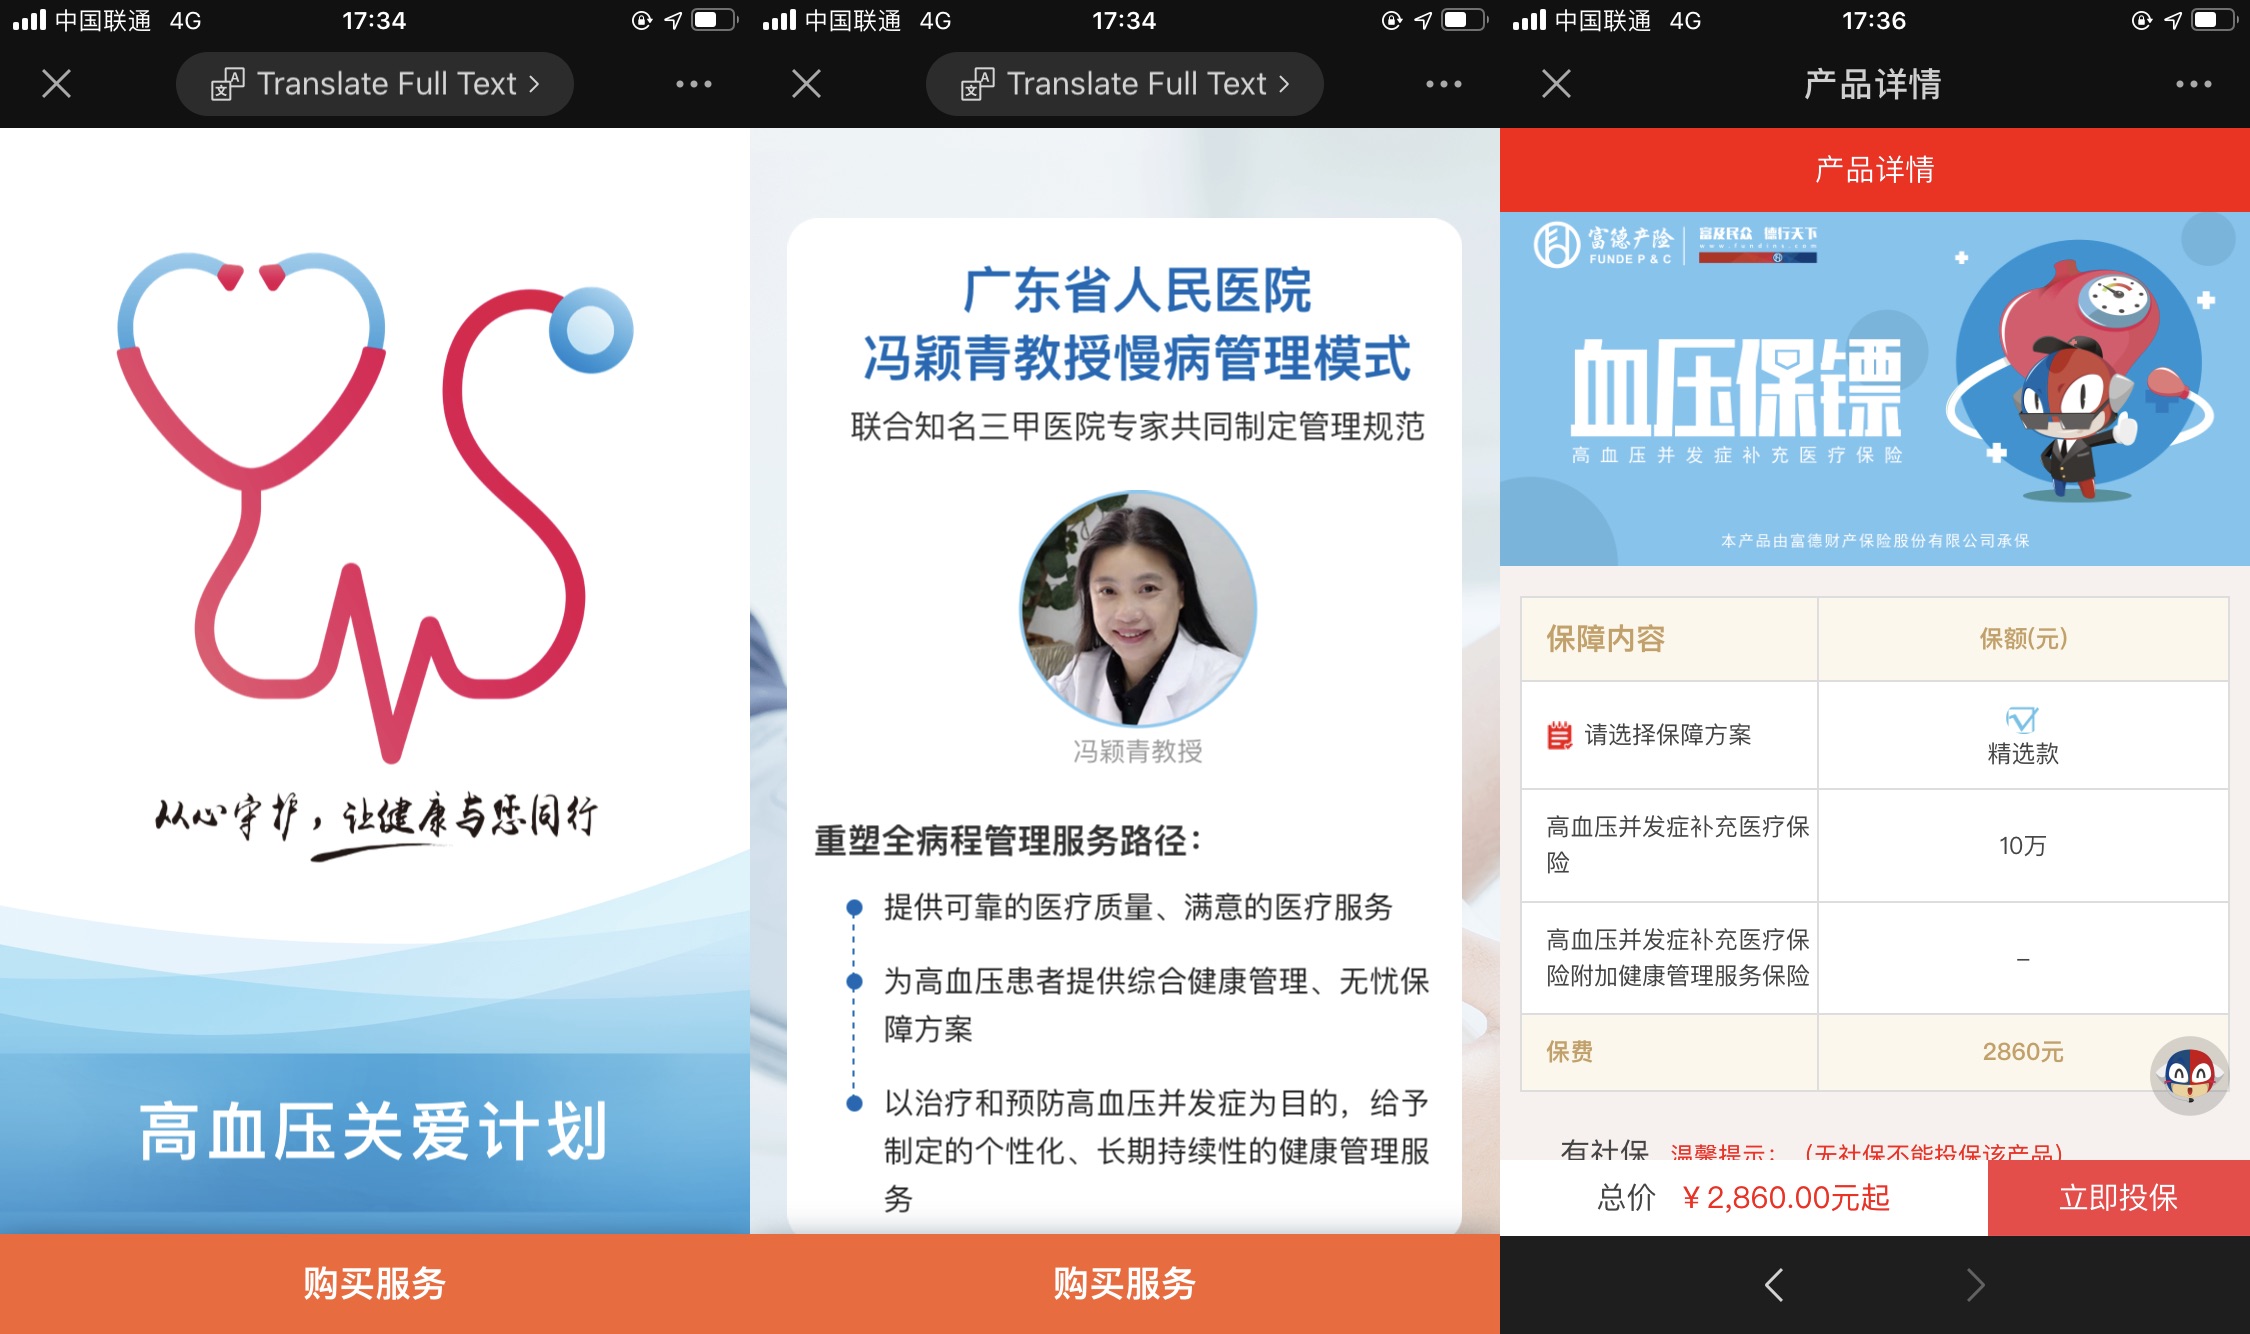 中国联通 4G 17:34
Translate Full Text
从心守护，让健康与您同行
高血压关爱计划
购买服务
中国联通 4G 17:34
Translate Full Text
广东省人民医院
冯颖青教授慢病管理模式
联合知名三甲医院专家共同制定管理规范
冯颖青教授
重塑全病程管理服务路径：
提供可靠的医疗质量、满意的医疗服务
为高血压患者提供综合健康管理、无忧保
障方案
以治疗和预防高血压并发症为目的，给予
制定的个性化、长期持续性的健康管理服
务
购买服务
中国联通 4G 17:36
产品详情
产品详情
富德产险 富及民众 德行天下
FUNDE P & C www.fundins.com
血压保镖
高血压并发症补充医疗保险
本产品由富德财产保险股份有限公司承保
保障内容 保额(元)
请选择保障方案 精选款
高血压并发症补充医疗保
险
10万
高血压并发症补充医疗保
险附加健康管理服务保险
–
保费 2860元
有社保 温馨提示：（无社保不能投保该产品）
总价 ¥ 2,860.00元起 立即投保